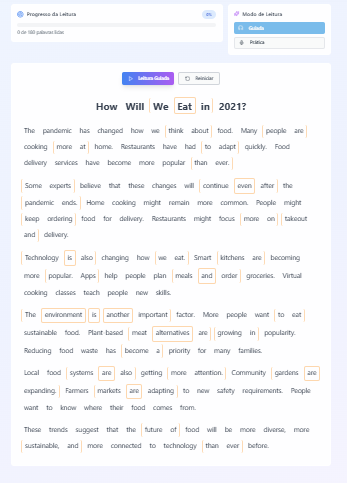 Progresso da Leitura
0%
Modo de Leitura
0 de 188 palavras lidas
Guiada
Prática
Leitura Guiada
Reiniciar
How Will We Eat in 2021?
The pandemic has changed how we think about food. Many people are
cooking more at home. Restaurants have had to adapt quickly. Food
delivery services have become more popular than ever.
Some experts believe that these changes will continue even after the
pandemic ends. Home cooking might remain more common. People might
keep ordering food for delivery. Restaurants might focus more on takeout
and delivery.
Technology is also changing how we eat. Smart kitchens are becoming
more popular. Apps help people plan meals and order groceries. Virtual
cooking classes teach people new skills.
The environment is another important factor. More people want to eat
sustainable food. Plant-based meat alternatives are growing in popularity.
Reducing food waste has become a priority for many families.
Local food systems are also getting more attention. Community gardens are
expanding. Farmers markets are adapting to new safety requirements. People
want to know where their food comes from.
These trends suggest that the future of food will be more diverse, more
sustainable, and more connected to technology than ever before.